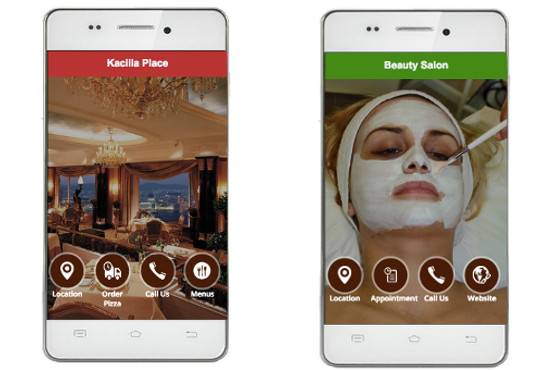 Kacilla Place
Location
Order
Pizza
Call Us
Menus
Beauty Salon
Location
Appointment
Call Us
Website